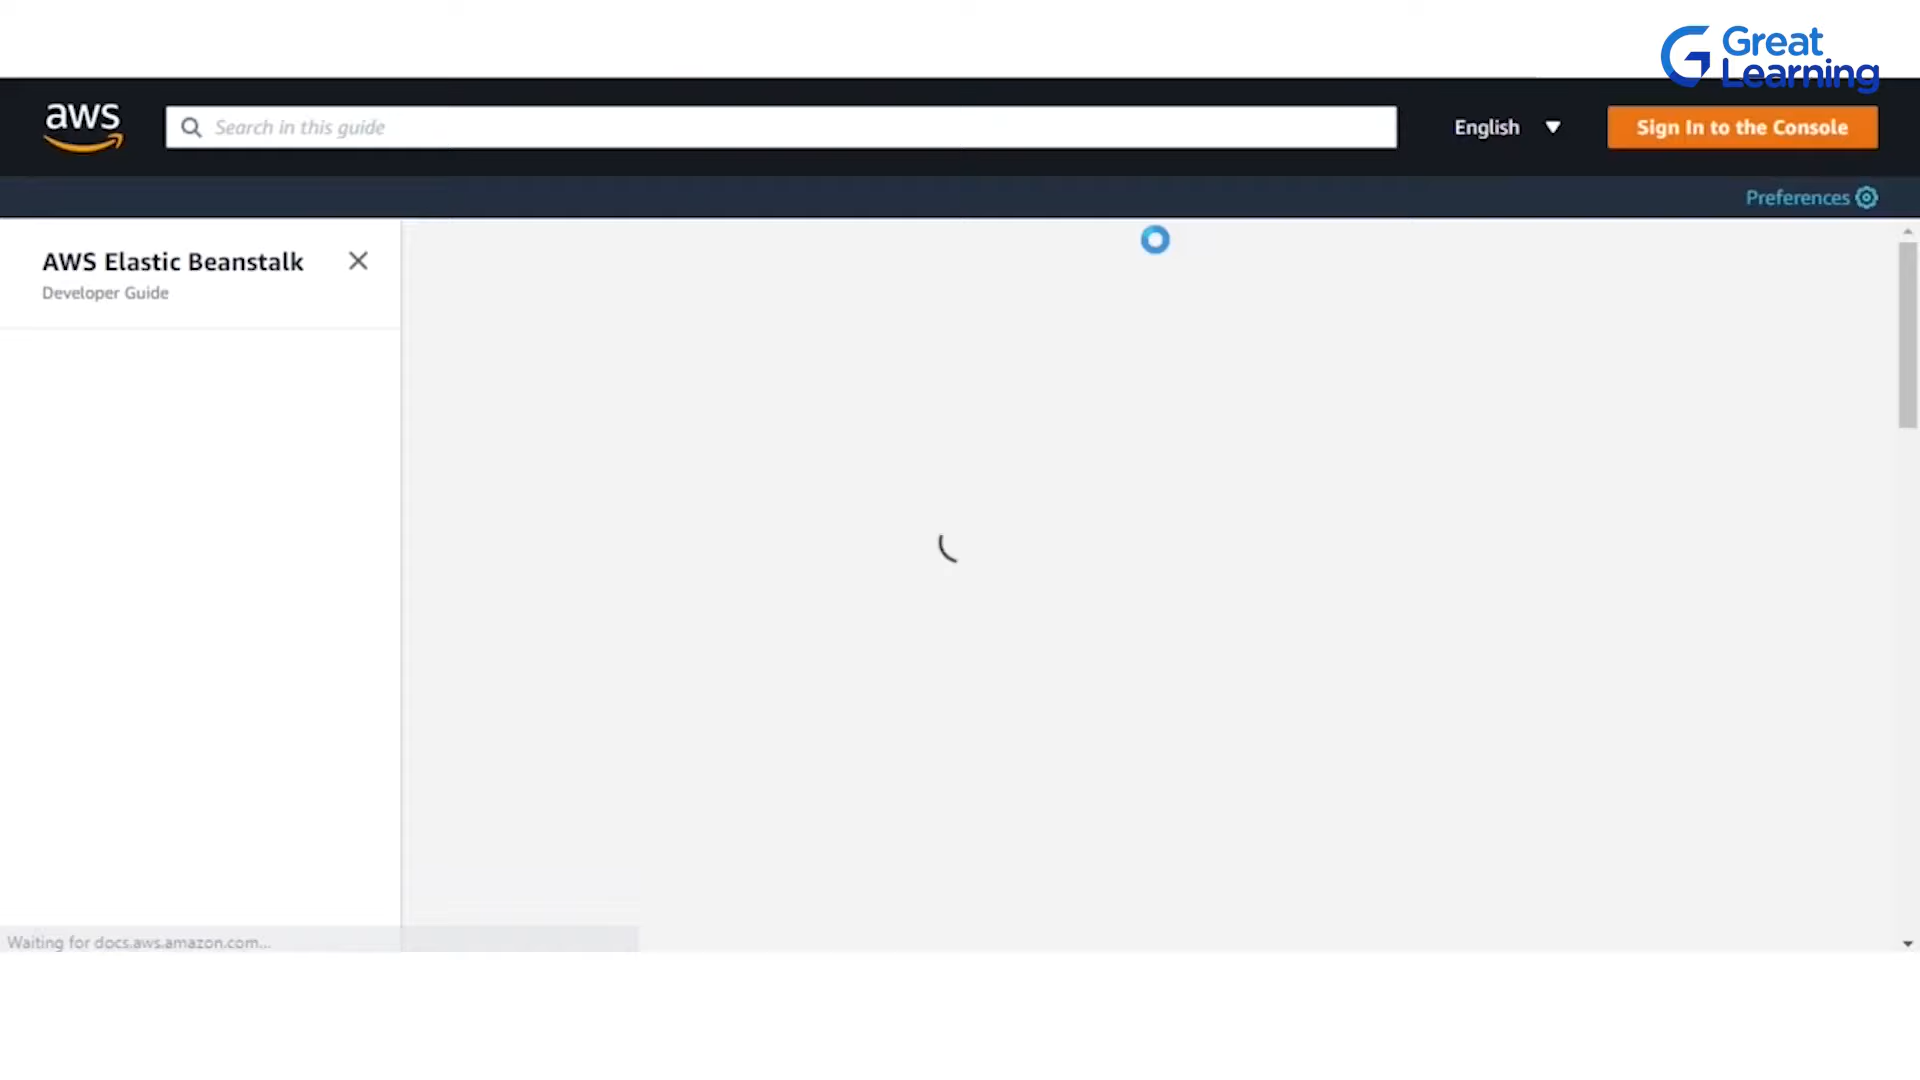 Great
Learning
aws
Search in this guide
English
Sign In to the Console
Preferences
AWS Elastic Beanstalk
Developer Guide
Waiting for docs.aws.amazon.com...